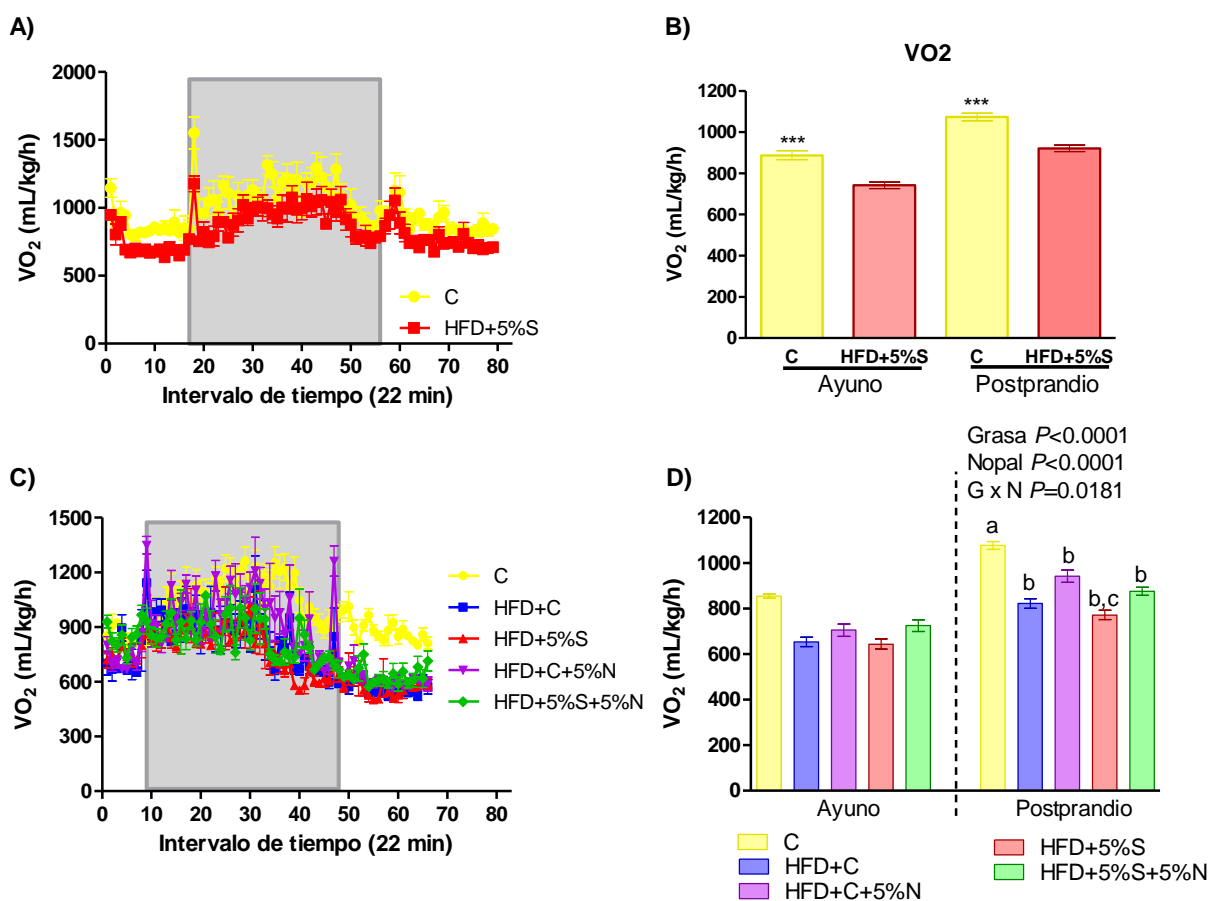 A)
VO2 (mL/kg/h)
2000
1500
1000
500
0
0 10 20 30 40 50 60 70 80
Intervalo de tiempo (22 min)
C
HFD+5%S
B)
VO2
VO2 (mL/kg/h)
1200
1000
800
600
400
200
0
***
***
C HFD+5%S C HFD+5%S
Ayuno Postprandio
C)
VO2 (mL/kg/h)
1500
1200
900
600
300
0
0 10 20 30 40 50 60 70 80
Intervalo de tiempo (22 min)
C
HFD+C
HFD+5%S
HFD+C+5%N
HFD+5%S+5%N
Grasa P<0.0001
Nopal P<0.0001
G x N P=0.0181
D)
VO2 (mL/kg/h)
1200
1000
800
600
400
200
0
a
b
b
b,c
b
Ayuno Postprandio
C
HFD+C
HFD+C+5%N
HFD+5%S
HFD+5%S+5%N